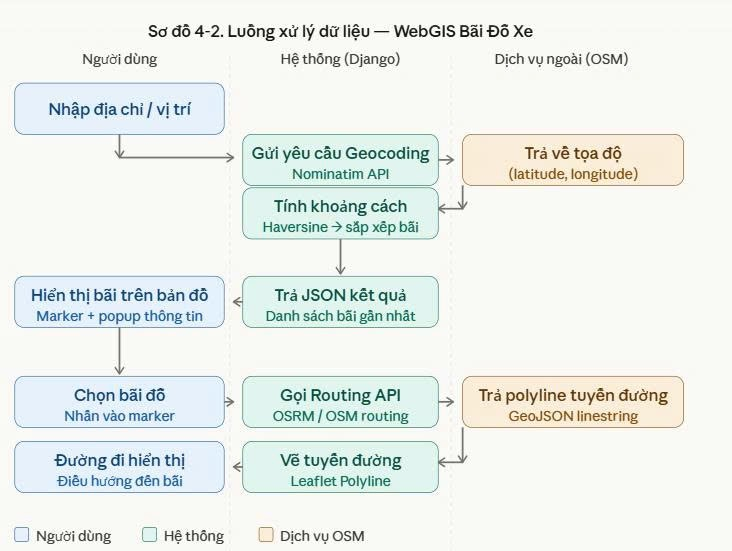 Sơ đồ 4-2. Luồng xử lý dữ liệu — WebGIS Bãi Đỗ Xe
Người dùng
Hệ thống (Django)
Dịch vụ ngoài (OSM)
Nhập địa chỉ / vị trí
Gửi yêu cầu Geocoding
Nominatim API
Trả về tọa độ
(latitude, longitude)
Tính khoảng cách
Haversine → sắp xếp bãi
Hiển thị bãi trên bản đồ
Marker + popup thông tin
Trả JSON kết quả
Danh sách bãi gần nhất
Chọn bãi đỗ
Nhấn vào marker
Gọi Routing API
OSRM / OSM routing
Trả polyline tuyến đường
GeoJSON linestring
Đường đi hiển thị
Điều hướng đến bãi
Vẽ tuyến đường
Leaflet Polyline
Người dùng
Hệ thống
Dịch vụ OSM